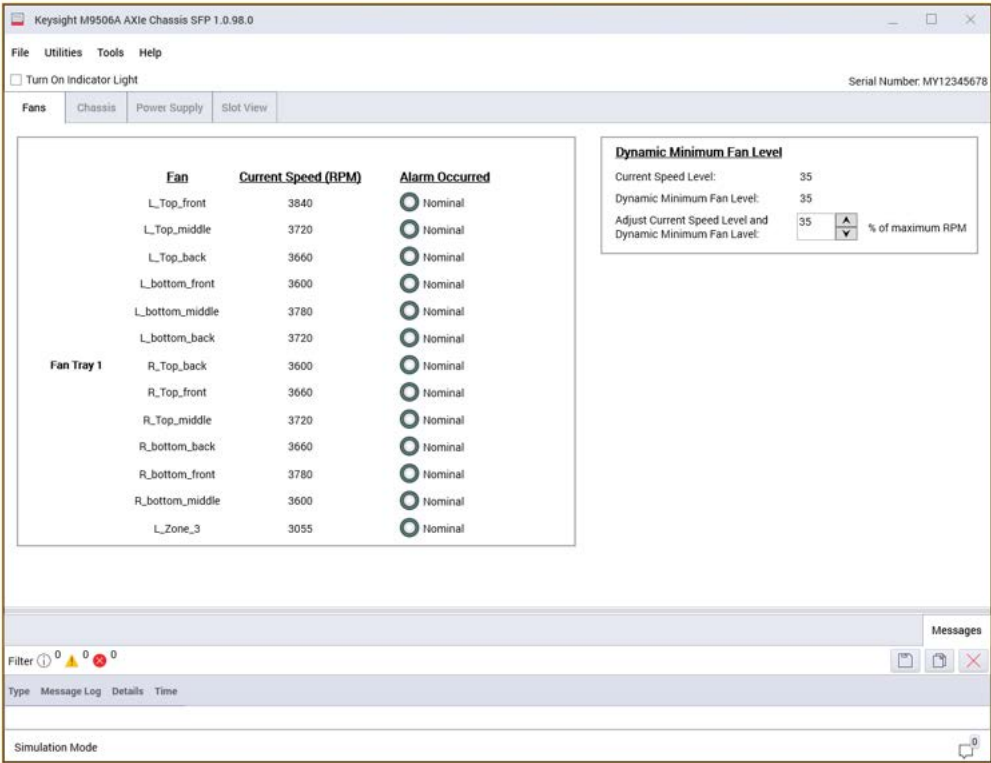 Keysight M9506A AXIe Chassis SFP 1.0.98.0
File Utilities Tools Help
Turn On Indicator Light
Serial Number: MY12345678
Fans Chassis Power Supply Slot View
Fan Current Speed (RPM) Alarm Occurred
L_Top_front 3840 Nominal
L_Top_middle 3720 Nominal
L_Top_back 3660 Nominal
L_bottom_front 3600 Nominal
L_bottom_middle 3780 Nominal
L_bottom_back 3720 Nominal
Fan Tray 1 R_Top_back 3600 Nominal
R_Top_front 3660 Nominal
R_Top_middle 3720 Nominal
R_bottom_back 3660 Nominal
R_bottom_front 3780 Nominal
R_bottom_middle 3600 Nominal
L_Zone_3 3055 Nominal
Dynamic Minimum Fan Level
Current Speed Level: 35
Dynamic Minimum Fan Level: 35
Adjust Current Speed Level and
Dynamic Minimum Fan Lavel: 35 % of maximum RPM
Messages
Filter 0 0 0
Type Message Log Details Time
Simulation Mode 0